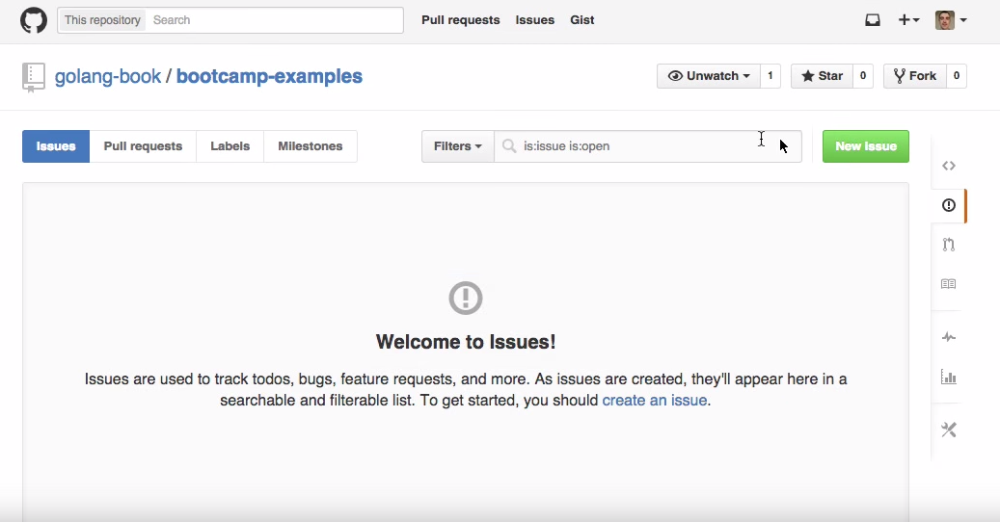 This repository Search Pull requests Issues Gist
golang-book / bootcamp-examples Unwatch 1 Star 0 Fork 0
Issues Pull requests Labels Milestones Filters is:issue is:open New Issue
Welcome to Issues!
Issues are used to track todos, bugs, feature requests, and more. As issues are created, they'll appear here in a
searchable and filterable list. To get started, you should create an issue.